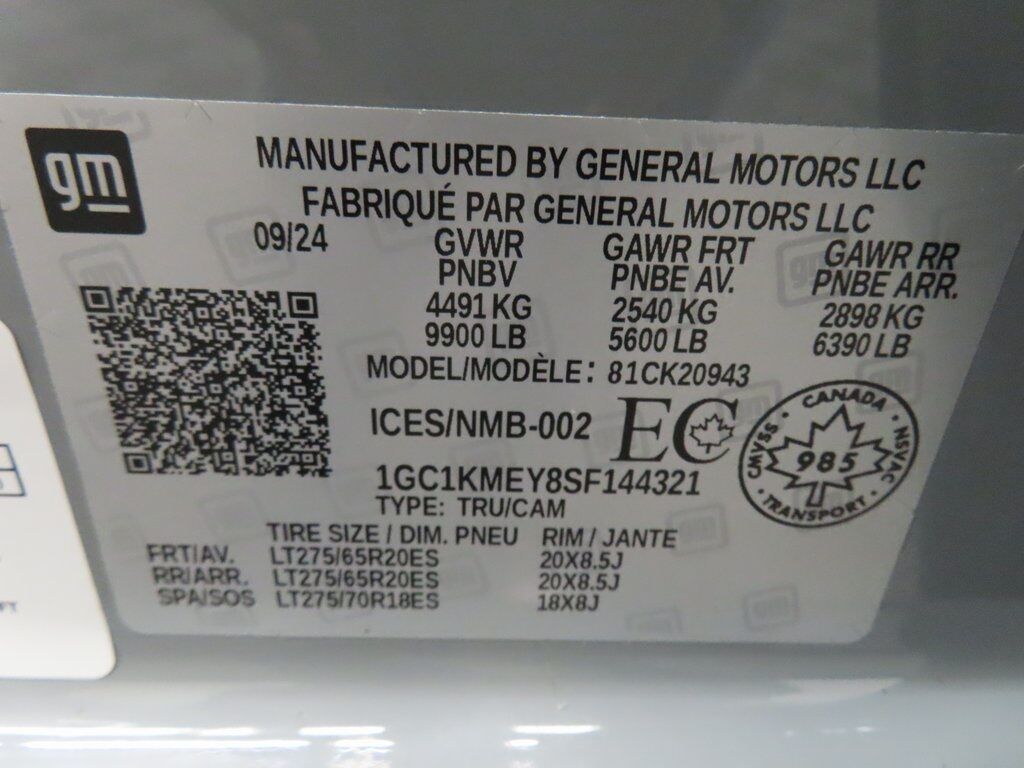 gm
MANUFACTURED BY GENERAL MOTORS LLC
FABRIQUÉ PAR GENERAL MOTORS LLC
09/24 GVWR GAWR FRT GAWR RR
PNBV PNBE AV. PNBE ARR.
4491 KG 2540 KG 2898 KG
9900 LB 5600 LB 6390 LB
MODEL/MODÈLE: 81CK20943
ICES/NMB-002 EC
CANADA
CMVSS 985 NSVAC
TRANSPORT
1GC1KMEY8SF144321
TYPE: TRU/CAM
TIRE SIZE / DIM. PNEU RIM / JANTE
FRT/AV. LT275/65R20ES 20X8.5J
RR/ARR. LT275/65R20ES 20X8.5J
SPA/SOS LT275/70R18ES 18X8J